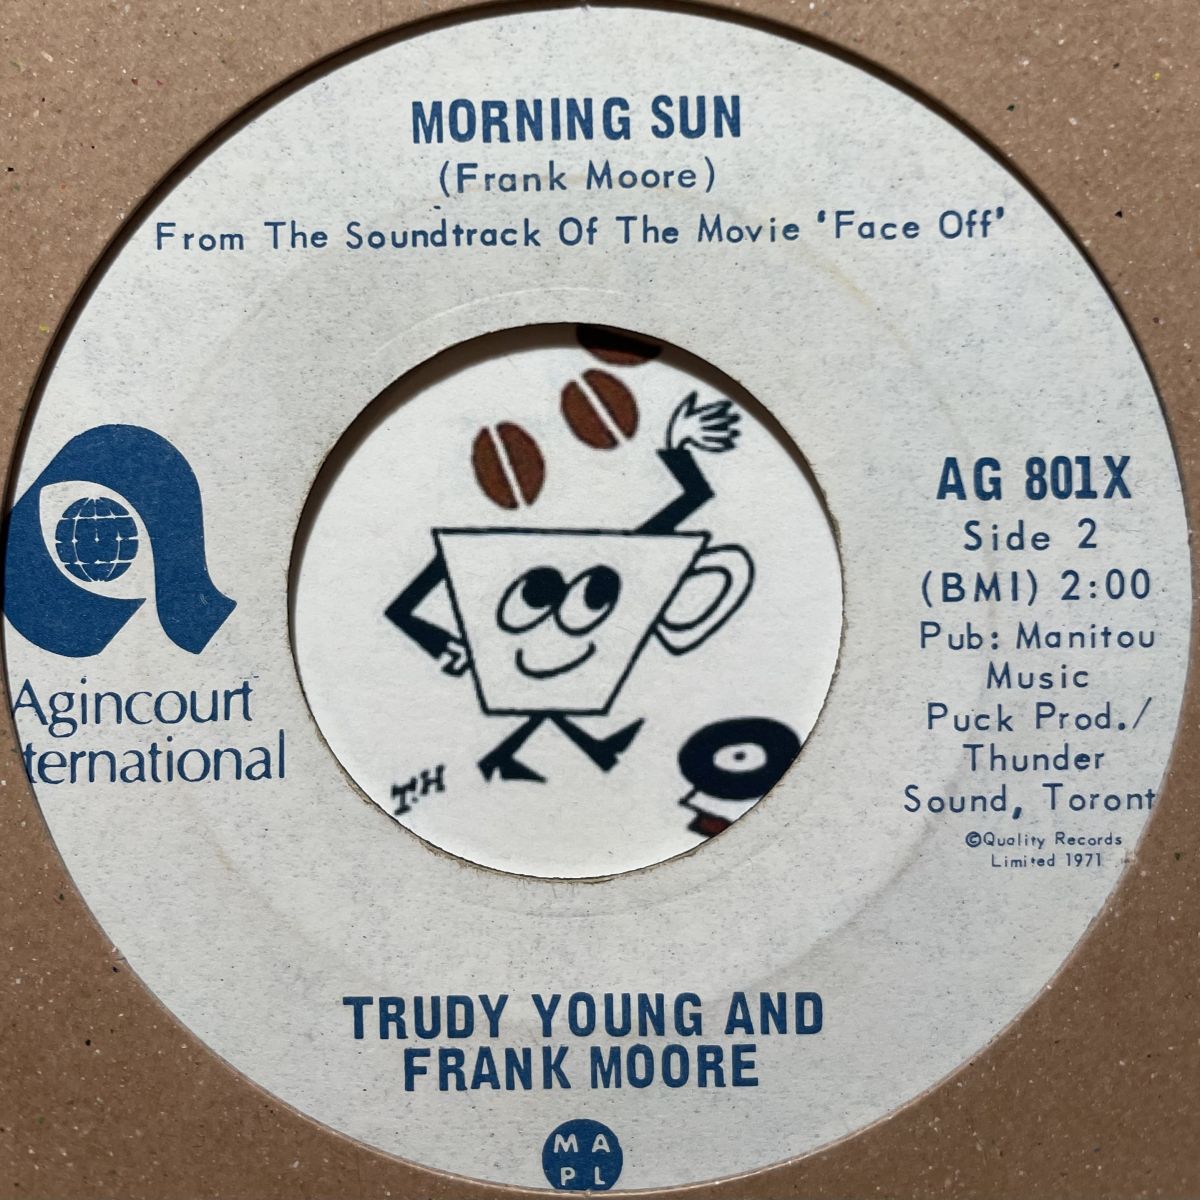 MORNING SUN
(Frank Moore)
From The Soundtrack Of The Movie 'Face Off'
AG 801X
Side 2
(BMI) 2:00
Pub: Manitou
Music
Puck Prod./
Thunder
Sound, Toront
©Quality Records
Limited 1971
Agincourt
ternational
T.H
TRUDY YOUNG AND
FRANK MOORE
M A
P L